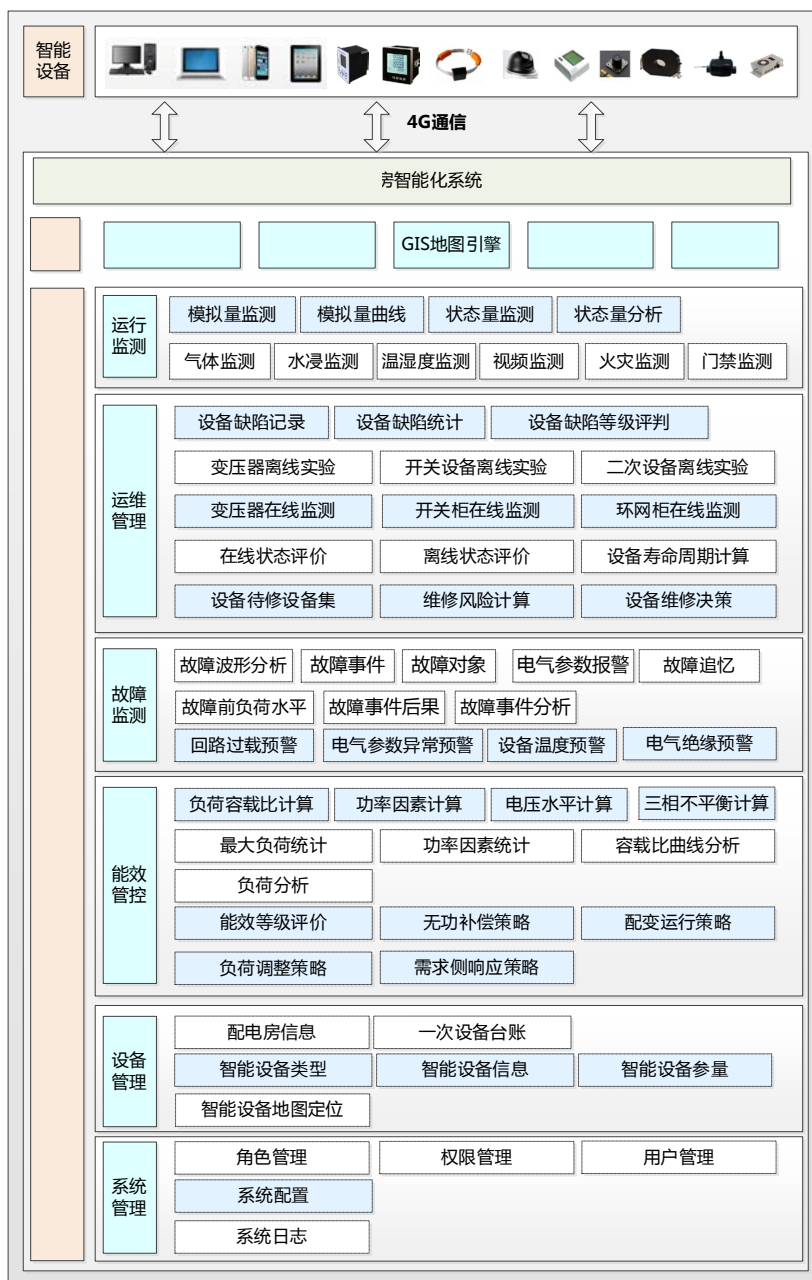 智能
设备
4G通信
房智能化系统
GIS地图引擎
运行
监测
模拟量监测 模拟量曲线 状态量监测 状态量分析
气体监测 水浸监测 温湿度监测 视频监测 火灾监测 门禁监测
运维
管理
设备缺陷记录 设备缺陷统计 设备缺陷等级评判
变压器离线实验 开关设备离线实验 二次设备离线实验
变压器在线监测 开关柜在线监测 环网柜在线监测
在线状态评价 离线状态评价 设备寿命周期计算
设备待修设备集 维修风险计算 设备维修决策
故障
监测
故障波形分析 故障事件 故障对象 电气参数报警 故障追忆
故障前负荷水平 故障事件后果 故障事件分析
回路过载预警 电气参数异常预警 设备温度预警 电气绝缘预警
能效
管控
负荷容载比计算 功率因素计算 电压水平计算 三相不平衡计算
最大负荷统计 功率因素统计 容载比曲线分析
负荷分析
能效等级评价 无功补偿策略 配变运行策略
负荷调整策略 需求侧响应策略
设备
管理
配电房信息 一次设备台账
智能设备类型 智能设备信息 智能设备参量
智能设备地图定位
系统
管理
角色管理 权限管理 用户管理
系统配置
系统日志